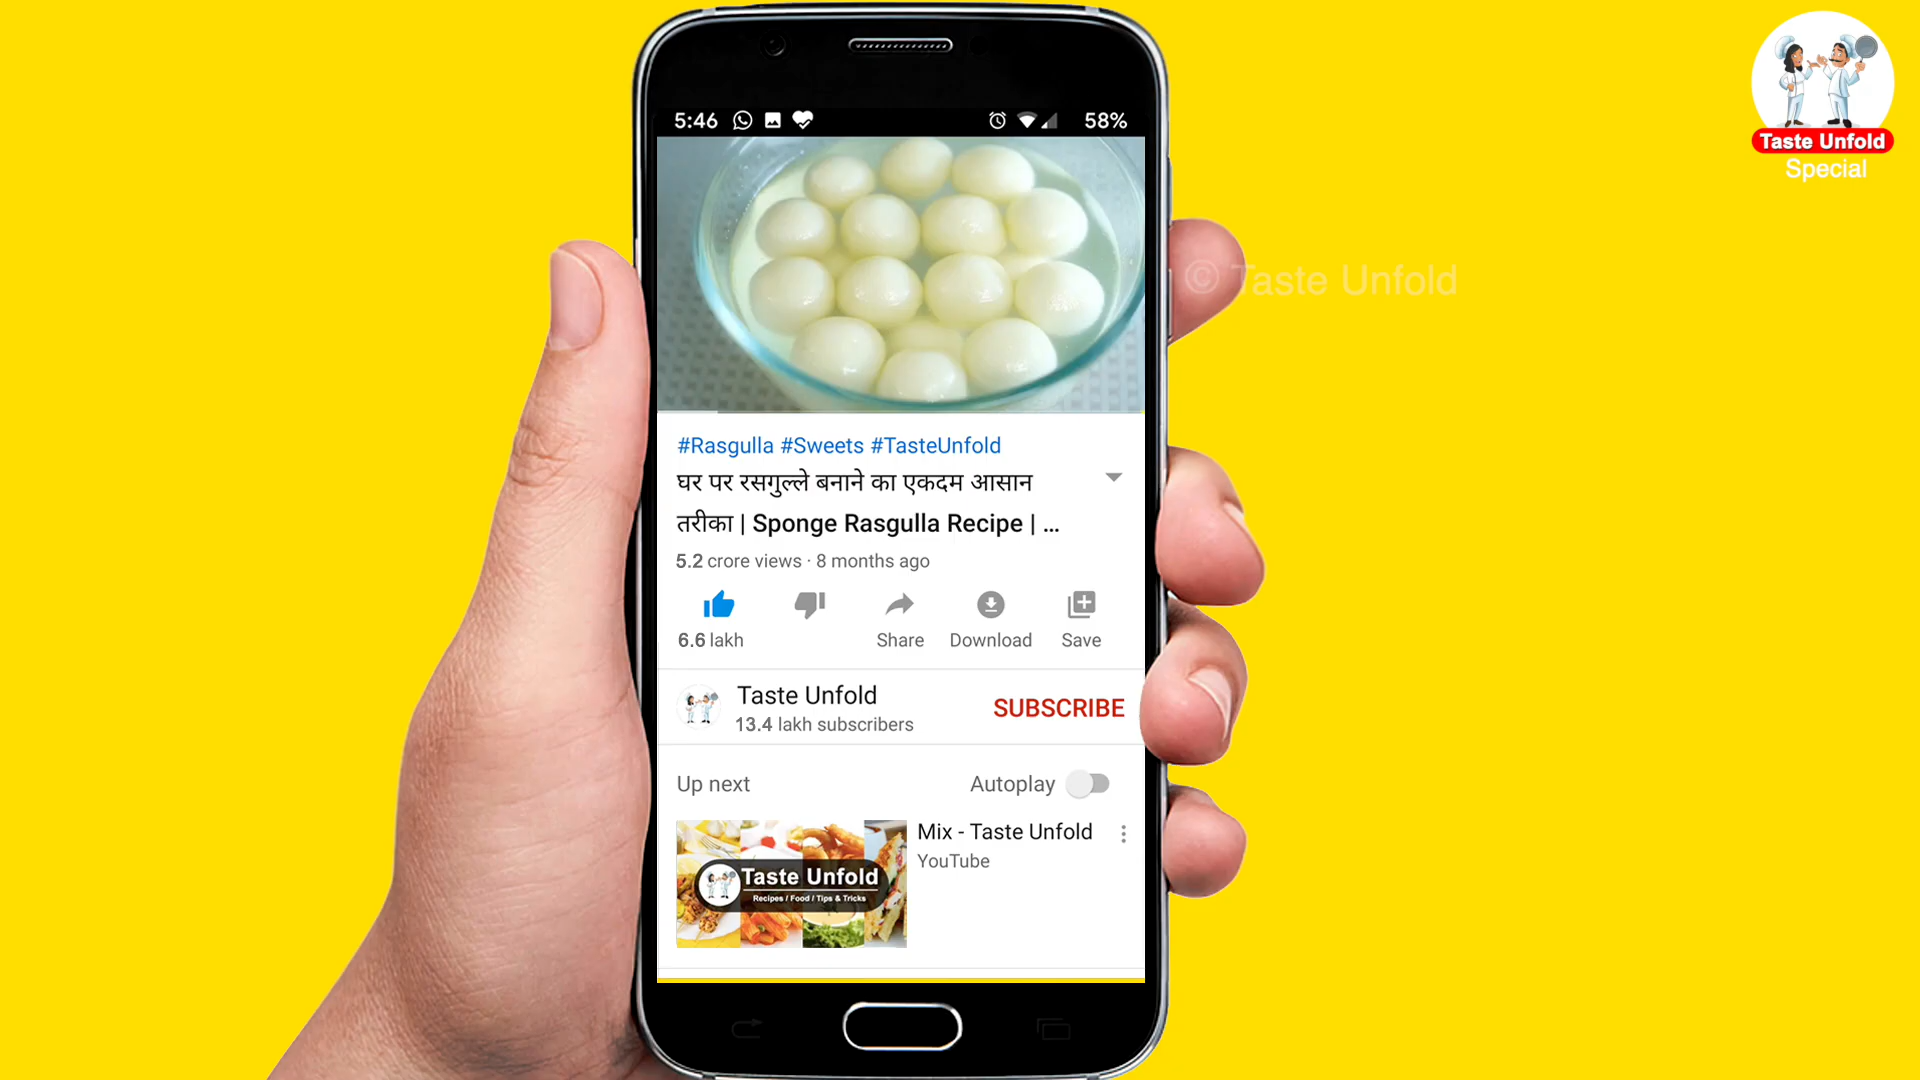 Taste Unfold
Special
5:46
58%
© Taste Unfold
#Rasgulla #Sweets #TasteUnfold
घर पर रसगुल्ले बनाने का एकदम आसान
तरीका | Sponge Rasgulla Recipe | ...
5.2 crore views · 8 months ago
6.6 lakh
Share
Download
Save
Taste Unfold
13.4 lakh subscribers
SUBSCRIBE
Up next
Autoplay
Mix - Taste Unfold
YouTube
Taste Unfold
Recipes / Food / Tips & Tricks